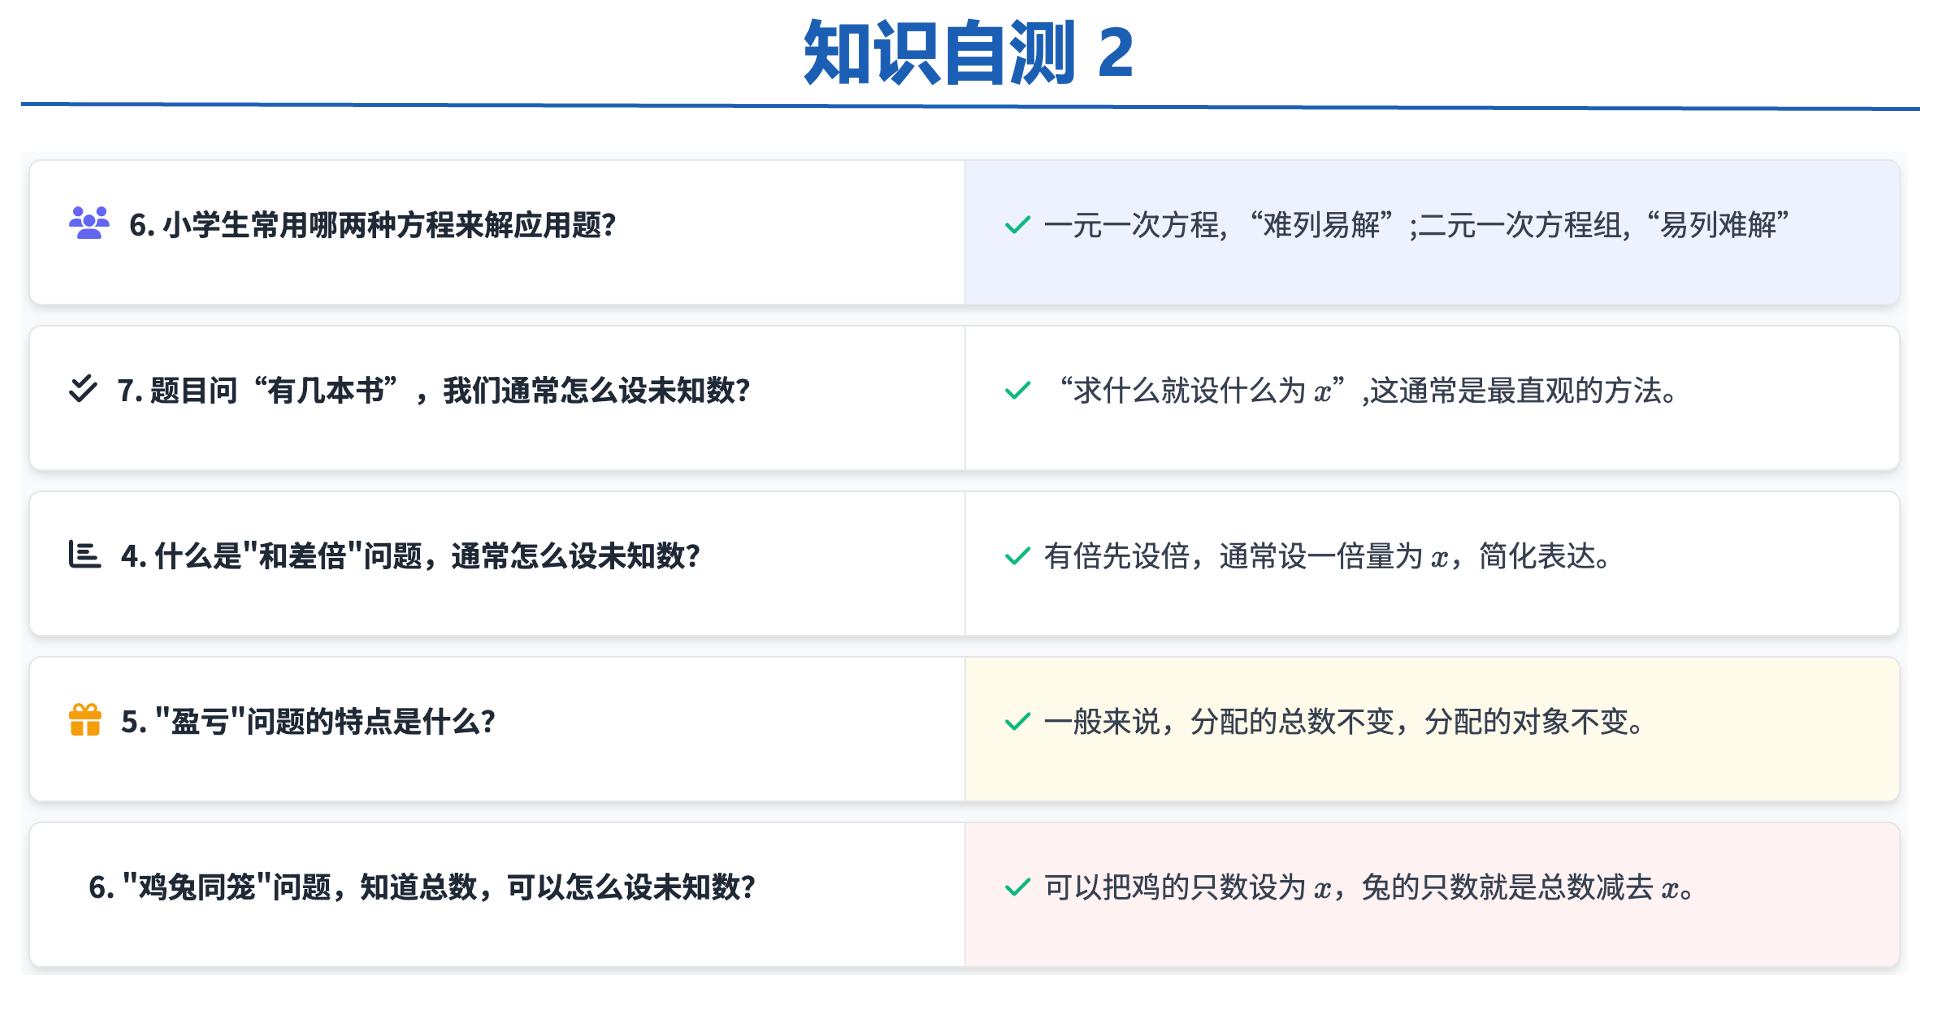 知识自测 2
6. 小学生常用哪两种方程来解应用题？
一元一次方程，“难列易解”;二元一次方程组，“易列难解”
7. 题目问“有几本书”，我们通常怎么设未知数？
“求什么就设什么为 x”,这通常是最直观的方法。
4. 什么是"和差倍"问题，通常怎么设未知数？
有倍先设倍，通常设一倍量为 x，简化表达。
5. "盈亏"问题的特点是什么？
一般来说，分配的总数不变，分配的对象不变。
6. "鸡兔同笼"问题，知道总数，可以怎么设未知数？
可以把鸡的只数设为 x，兔的只数就是总数减去 x。